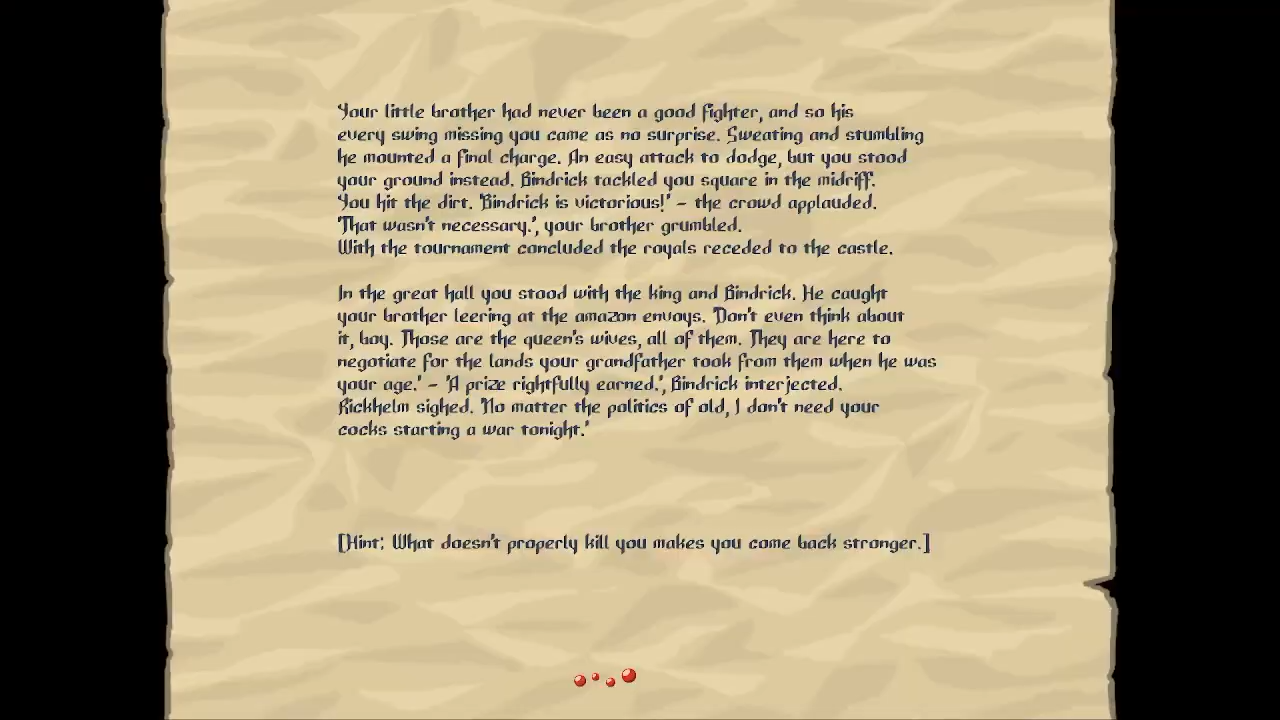 Your little brother had never been a good fighter, and so his
every swing missing you came as no surprise. Sweating and stumbling
he mounted a final charge. An easy attack to dodge, but you stood
your ground instead. Bindrick tackled you square in the midriff.
You hit the dirt. 'Bindrick is victorious!' - the crowd applauded.
'That wasn't necessary.', your brother grumbled.
With the tournament concluded the royals receded to the castle.
In the great hall you stood with the king and Bindrick. He caught
your brother leering at the amazon envoys. 'Don't even think about
it, boy. Those are the queen's wives, all of them. They are here to
negotiate for the lands your grandfather took from them when he was
your age.' - 'A prize rightfully earned.', Bindrick interjected.
Rickhelm sighed. 'No matter the politics of old, I don't need your
cocks starting a war tonight.'
[Hint: What doesn't properly kill you makes you come back stronger.]